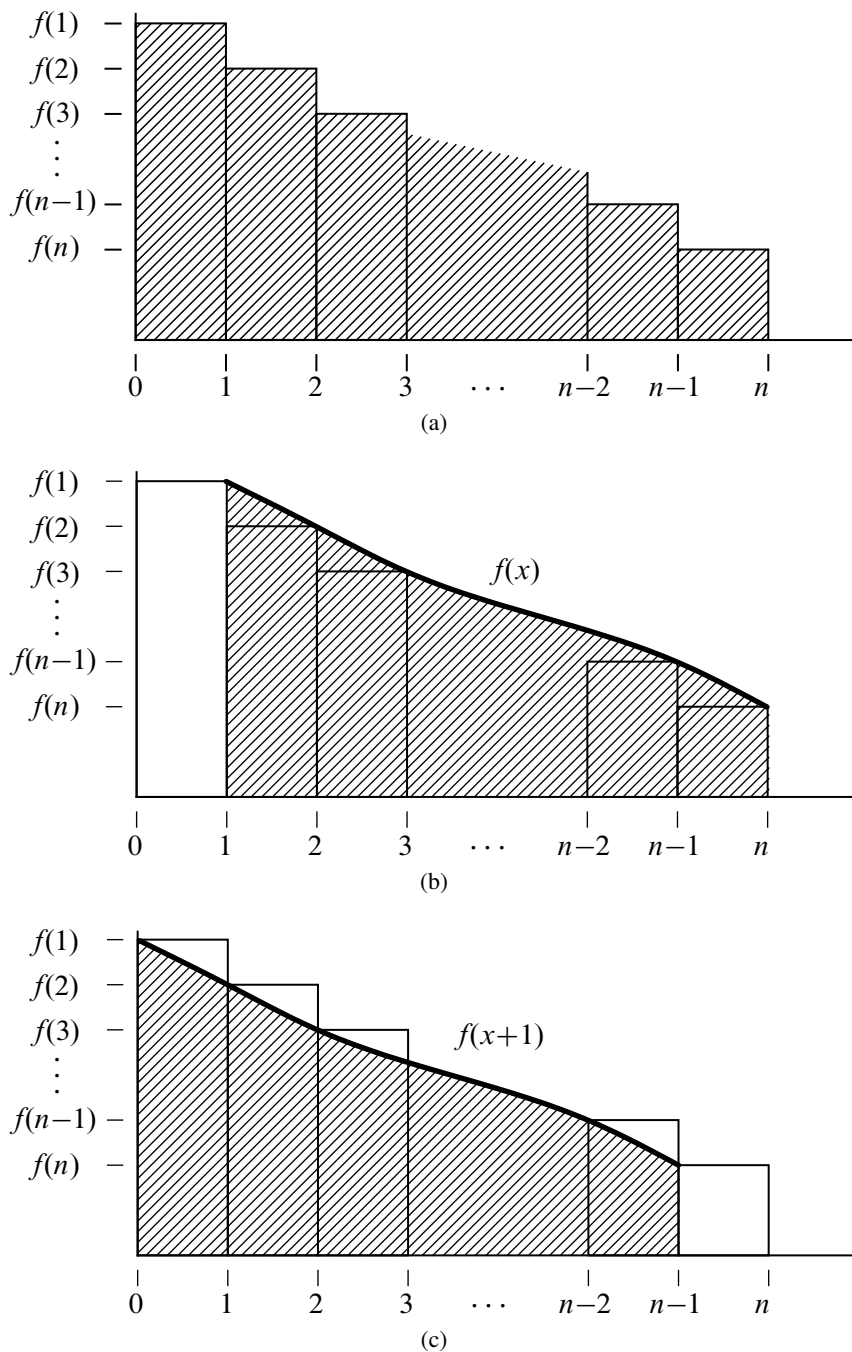 f(1)
f(2)
f(3)
⋮
f(n−1)
f(n)
0 1 2 3 ⋯ n−2 n−1 n
(a)
f(1)
f(2)
f(3)
f(x)
⋮
f(n−1)
f(n)
0 1 2 3 ⋯ n−2 n−1 n
(b)
f(1)
f(2)
f(3)
f(x+1)
⋮
f(n−1)
f(n)
0 1 2 3 ⋯ n−2 n−1 n
(c)